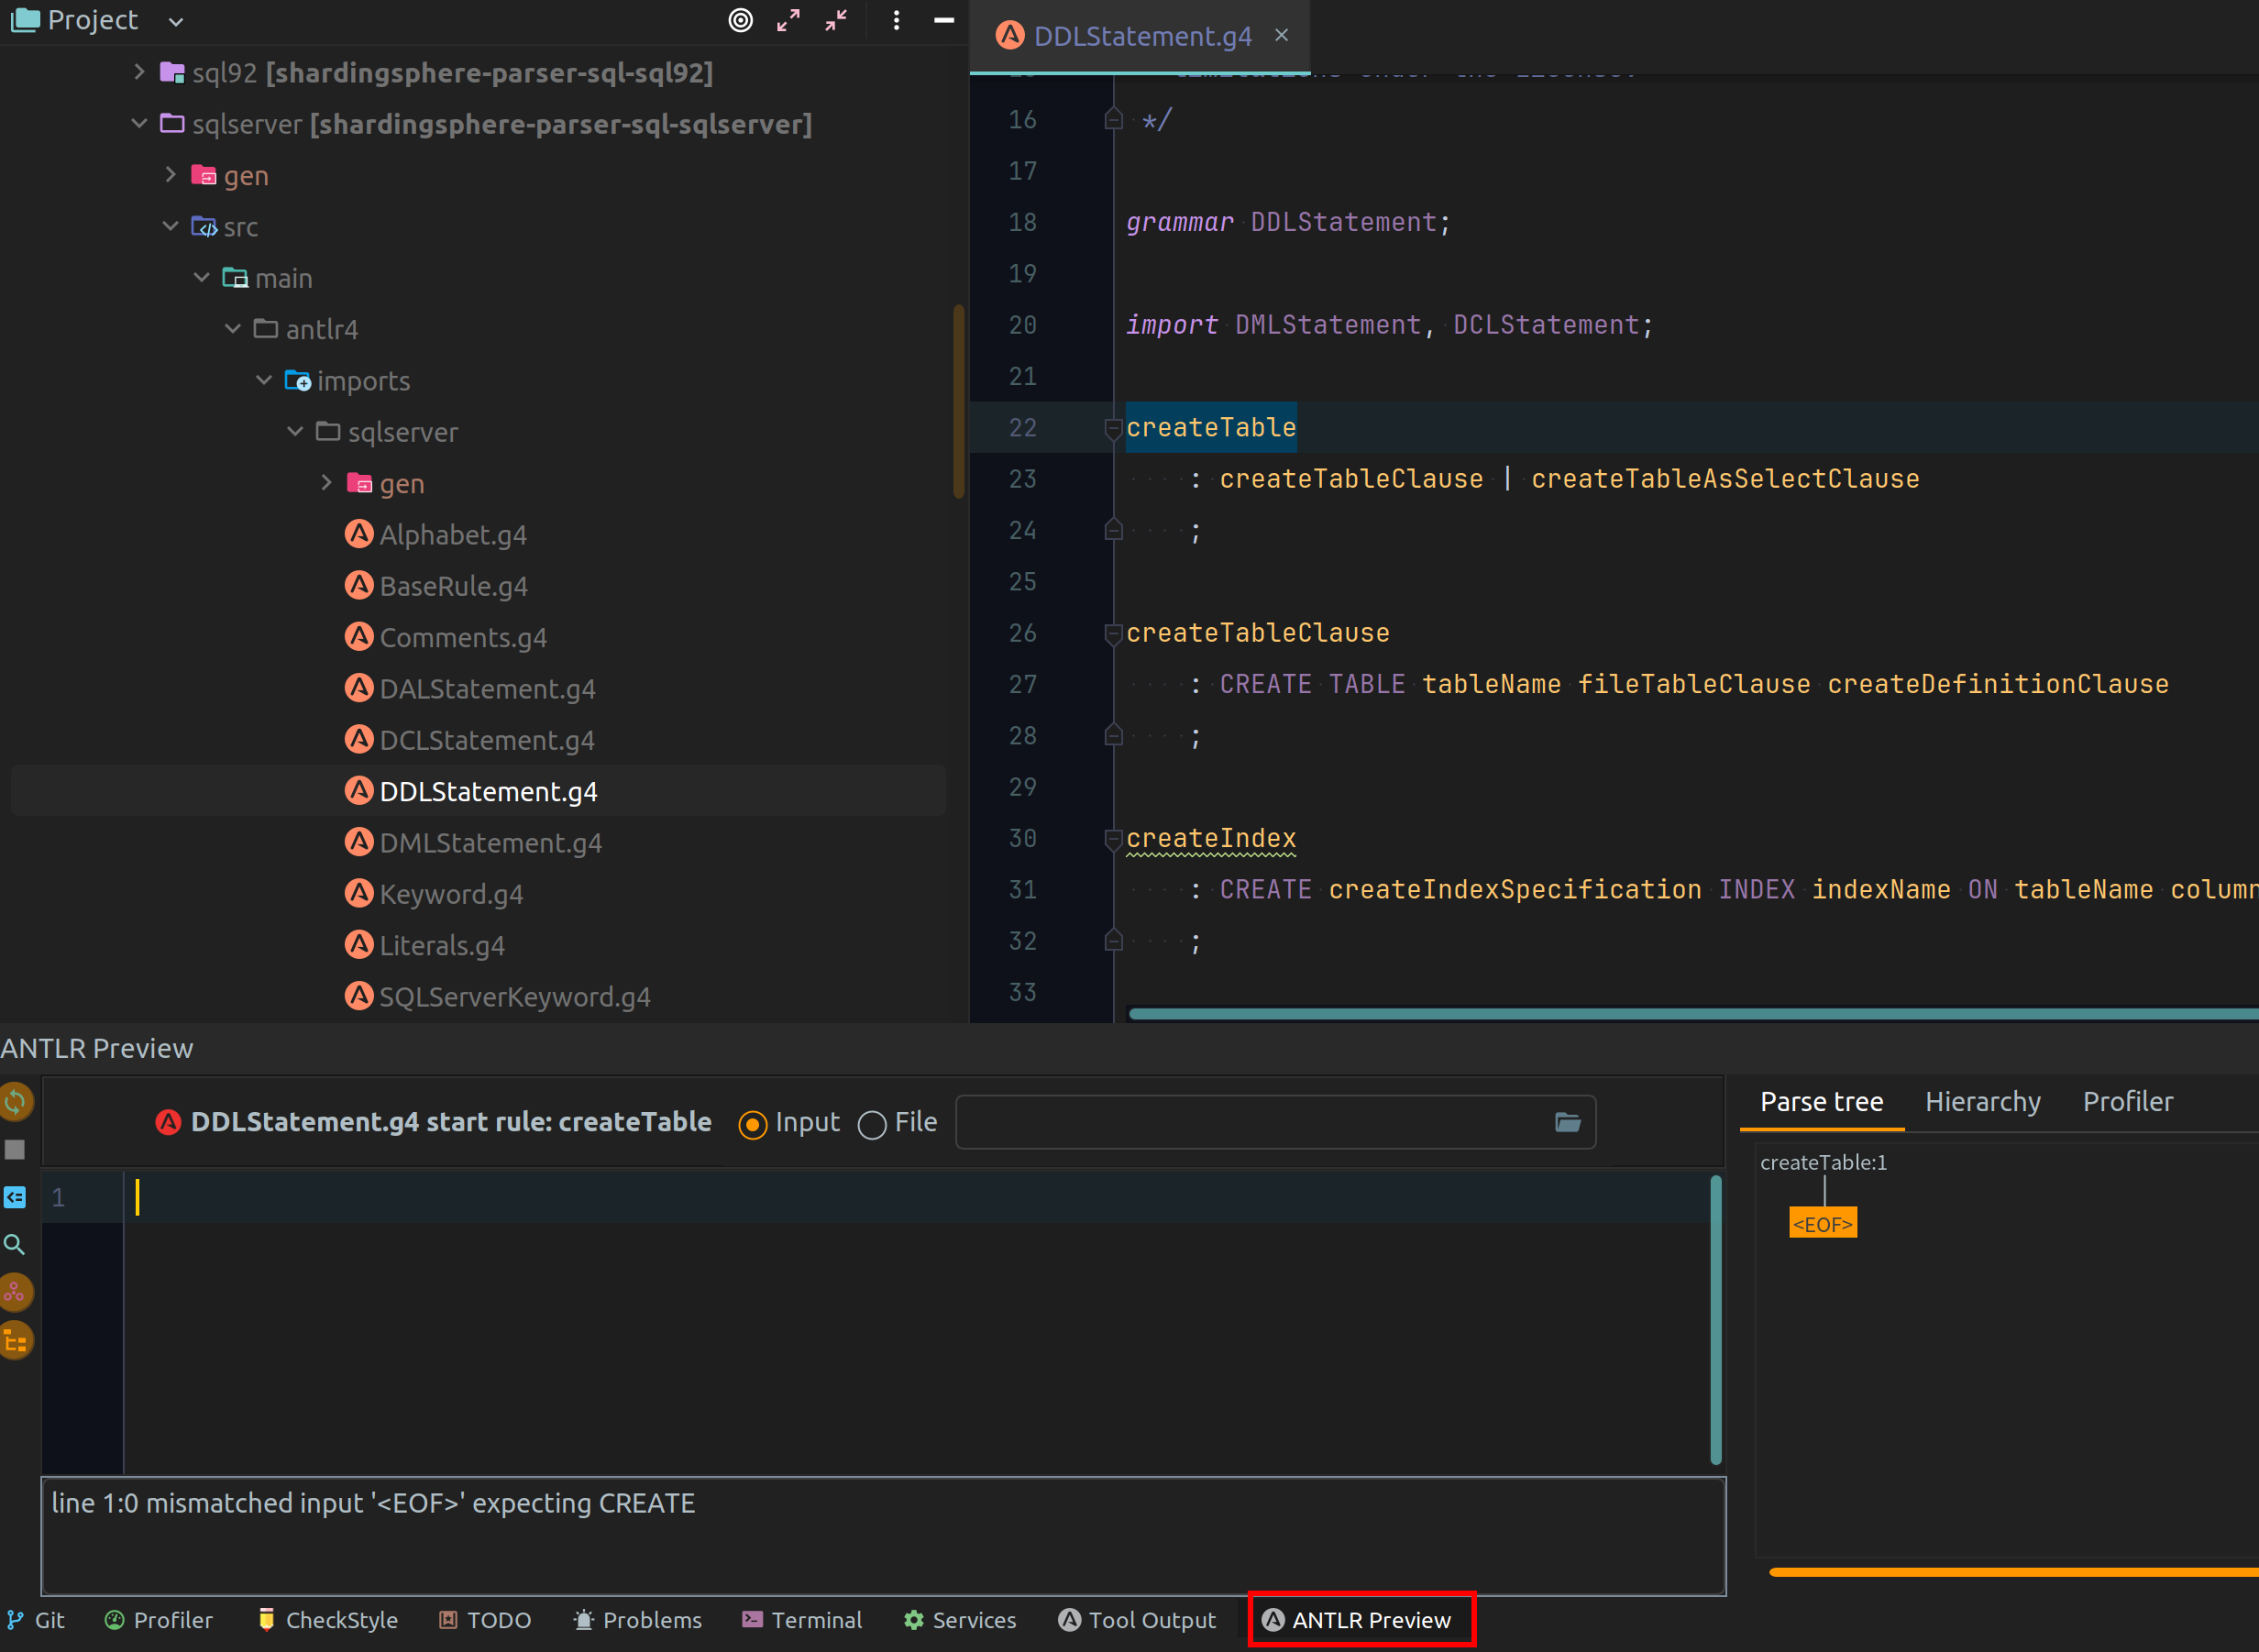 Project
sql92 [shardingsphere-parser-sql-sql92]
sqlserver [shardingsphere-parser-sql-sqlserver]
gen
src
main
antlr4
imports
sqlserver
gen
Alphabet.g4
BaseRule.g4
Comments.g4
DALStatement.g4
DCLStatement.g4
DDLStatement.g4
DMLStatement.g4
Keyword.g4
Literals.g4
SQLServerKeyword.g4
DDLStatement.g4
16 */
17
18 grammar DDLStatement;
19
20 import DMLStatement, DCLStatement;
21
22 createTable
23 : createTableClause | createTableAsSelectClause
24 ;
25
26 createTableClause
27 : CREATE TABLE tableName fileTableClause createDefinitionClause
28 ;
29
30 createIndex
31 : CREATE createIndexSpecification INDEX indexName ON tableName column
32 ;
33
ANTLR Preview
DDLStatement.g4 start rule: createTable Input File
1
line 1:0 mismatched input '<EOF>' expecting CREATE
Parse tree Hierarchy Profiler
createTable:1
<EOF>
Git Profiler CheckStyle TODO Problems Terminal Services Tool Output ANTLR Preview